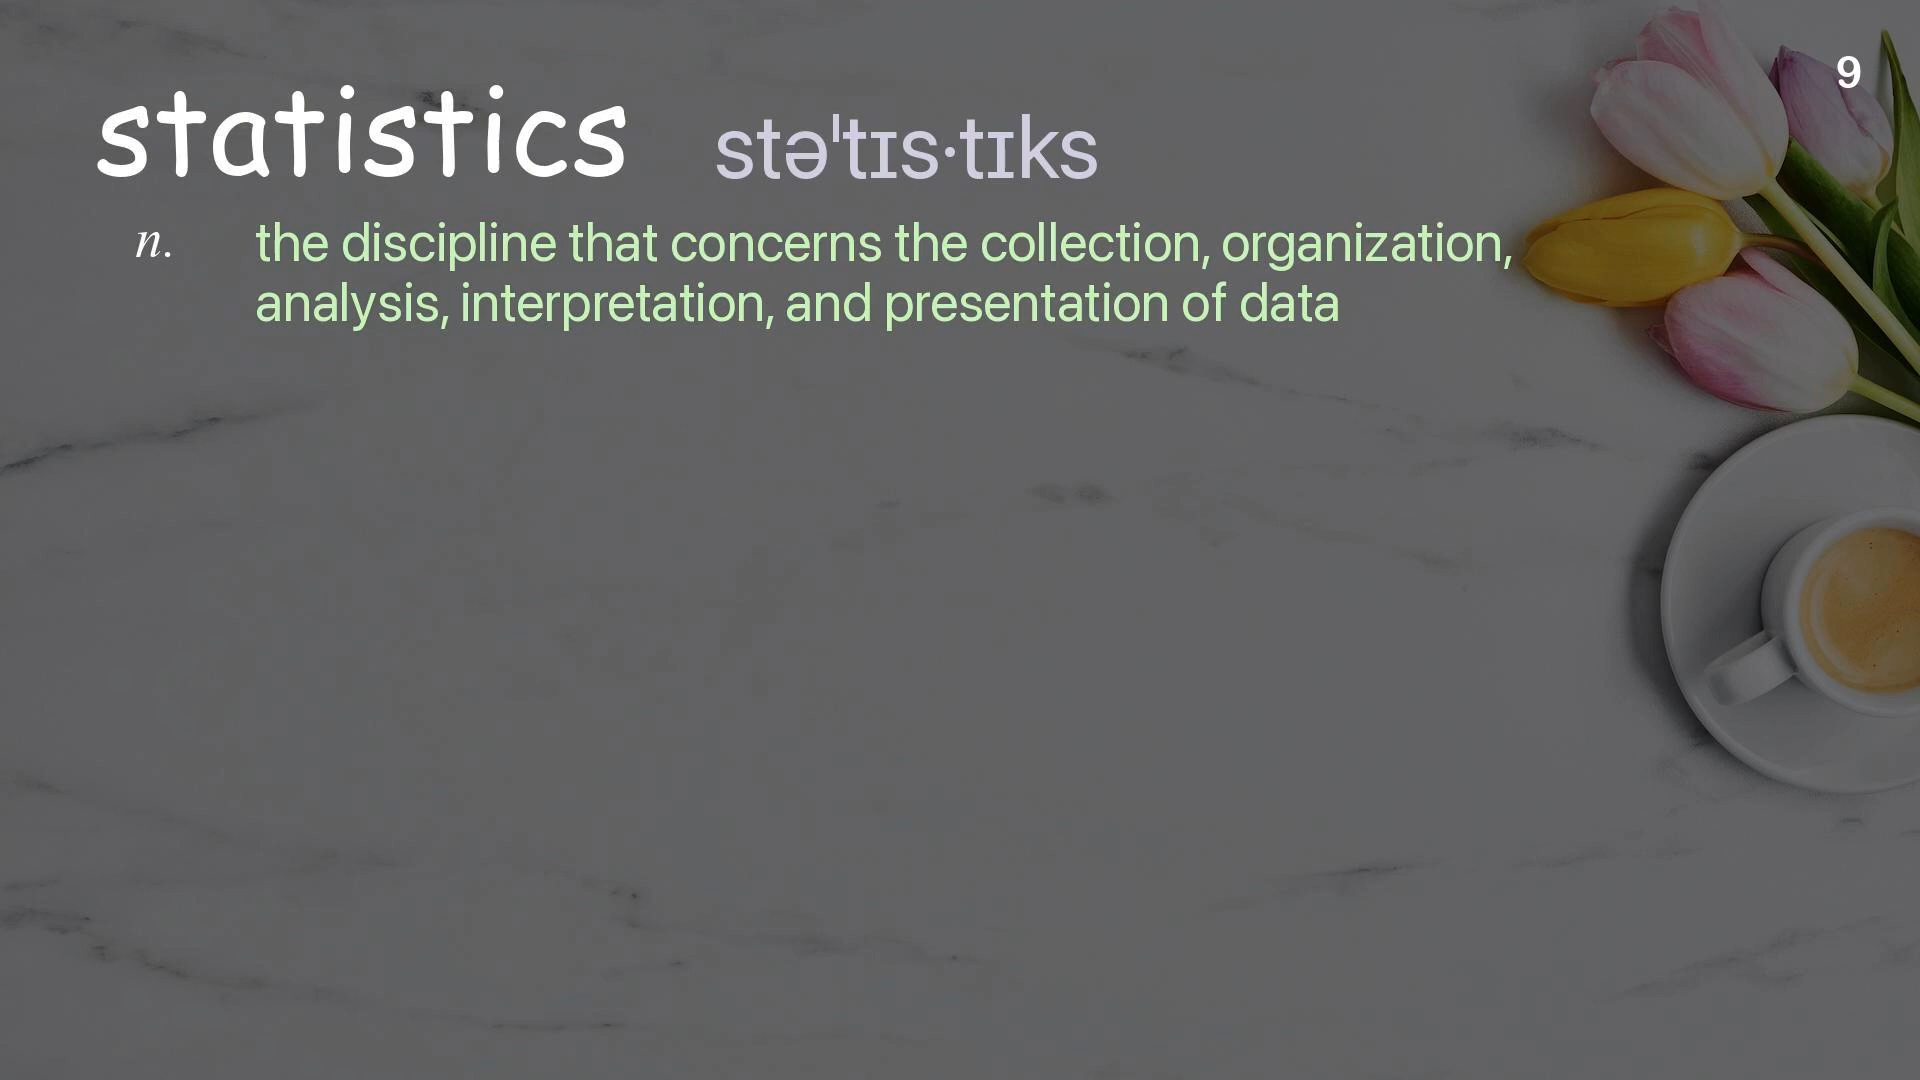 9
statistics stəˈtɪs·tɪks
n. the discipline that concerns the collection, organization,
analysis, interpretation, and presentation of data